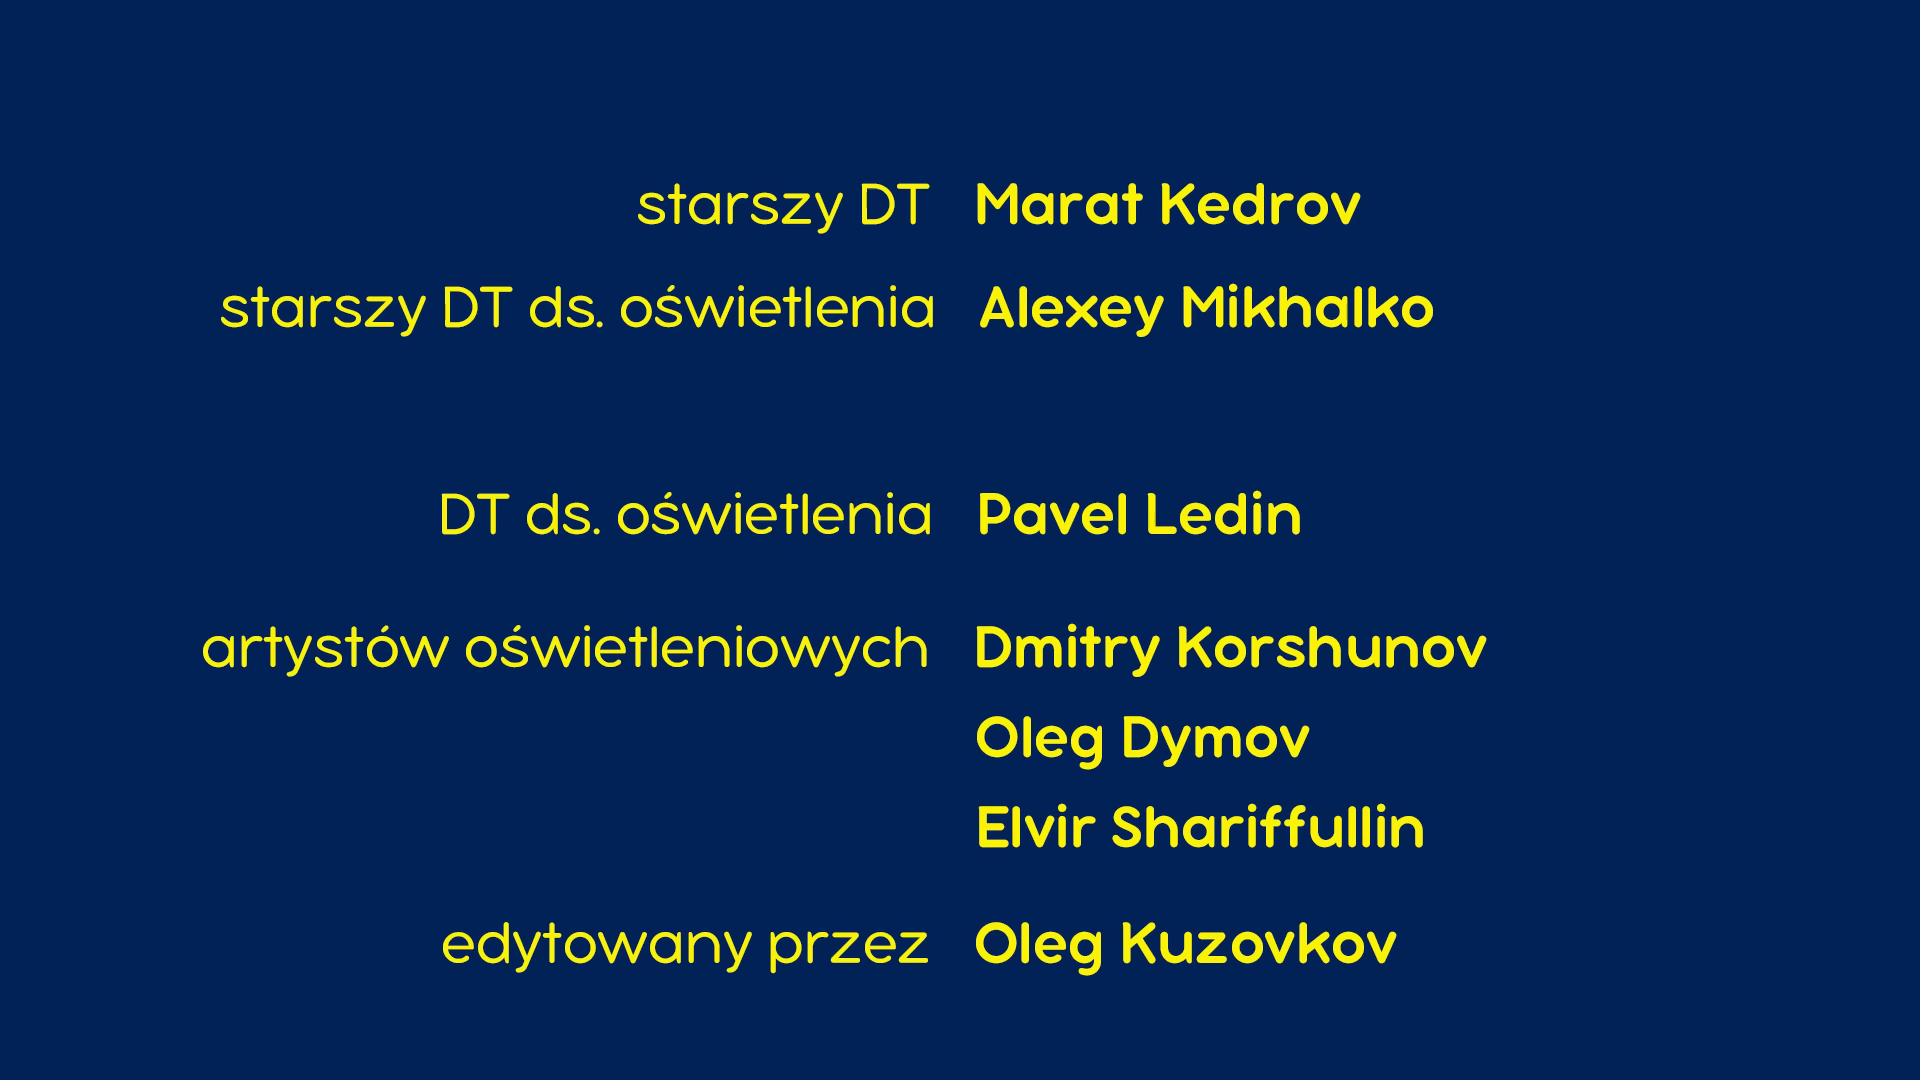 starszy DT Marat Kedrov
starszy DT ds. oświetlenia Alexey Mikhalko
DT ds. oświetlenia Pavel Ledin
artystów oświetleniowych Dmitry Korshunov
Oleg Dymov
Elvir Shariffullin
edytowany przez Oleg Kuzovkov